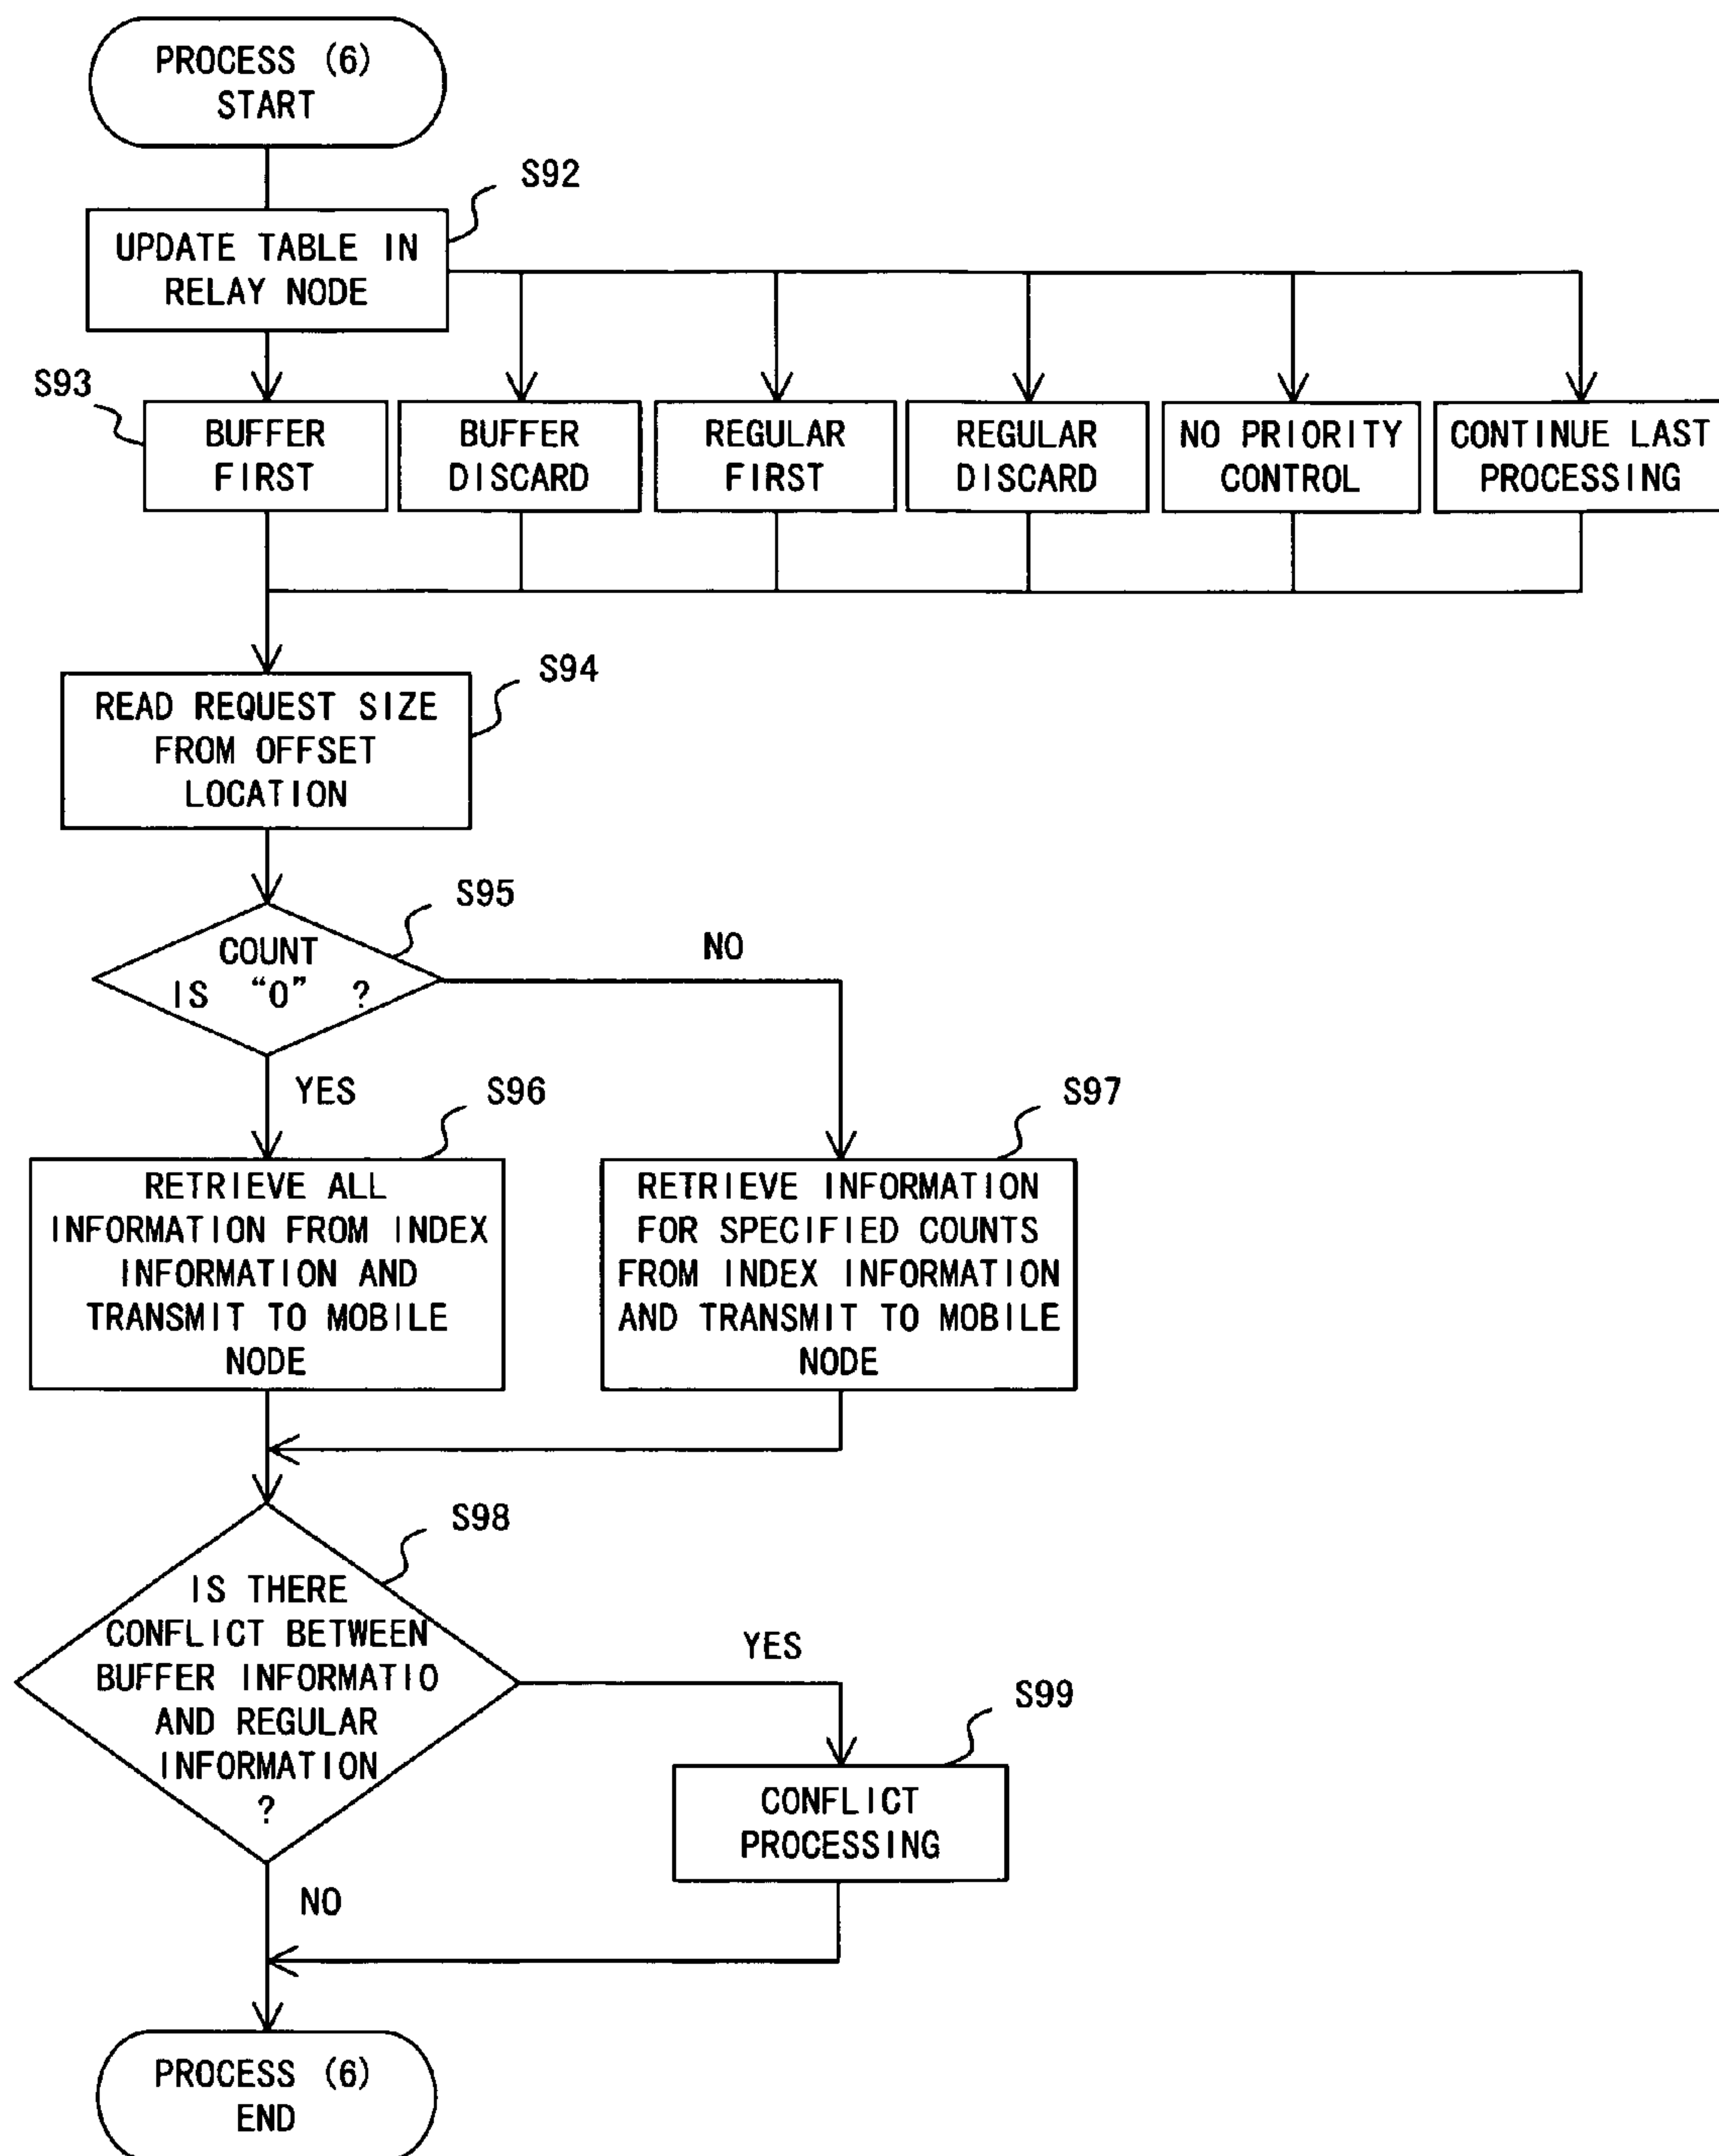 PROCESS (6)
START
S92
UPDATE TABLE IN
RELAY NODE
S93
BUFFER
FIRST
BUFFER
DISCARD
REGULAR
FIRST
REGULAR
DISCARD
NO PRIORITY
CONTROL
CONTINUE LAST
PROCESSING
S94
READ REQUEST SIZE
FROM OFFSET
LOCATION
S95
COUNT
IS “0” ?
NO
YES
S96
S97
RETRIEVE ALL
INFORMATION FROM INDEX
INFORMATION AND
TRANSMIT TO MOBILE
NODE
RETRIEVE INFORMATION
FOR SPECIFIED COUNTS
FROM INDEX INFORMATION
AND TRANSMIT TO MOBILE
NODE
S98
IS THERE
CONFLICT BETWEEN
BUFFER INFORMATIO
AND REGULAR
INFORMATION
?
YES
S99
CONFLICT
PROCESSING
NO
PROCESS (6)
END